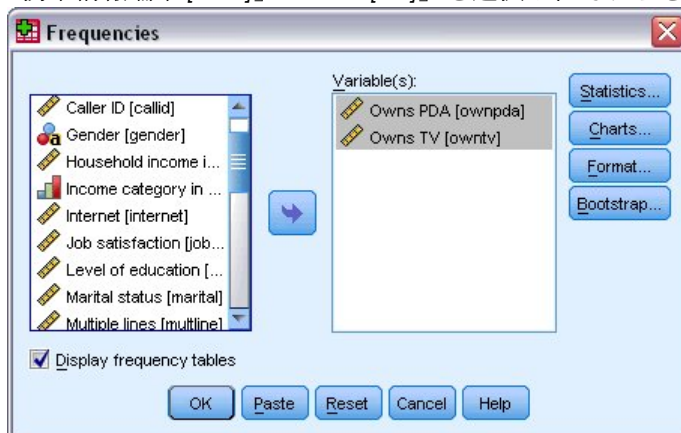 Frequencies
Variable(s):
Caller ID [callid]
Gender [gender]
Household income i...
Income category in ...
Internet [internet]
Job satisfaction [job...
Level of education [...
Marital status [marital]
Multiple lines [multline]
Owns PDA [ownpda]
Owns TV [owntv]
Statistics...
Charts...
Format...
Bootstrap...
Display frequency tables
OK
Paste
Reset
Cancel
Help